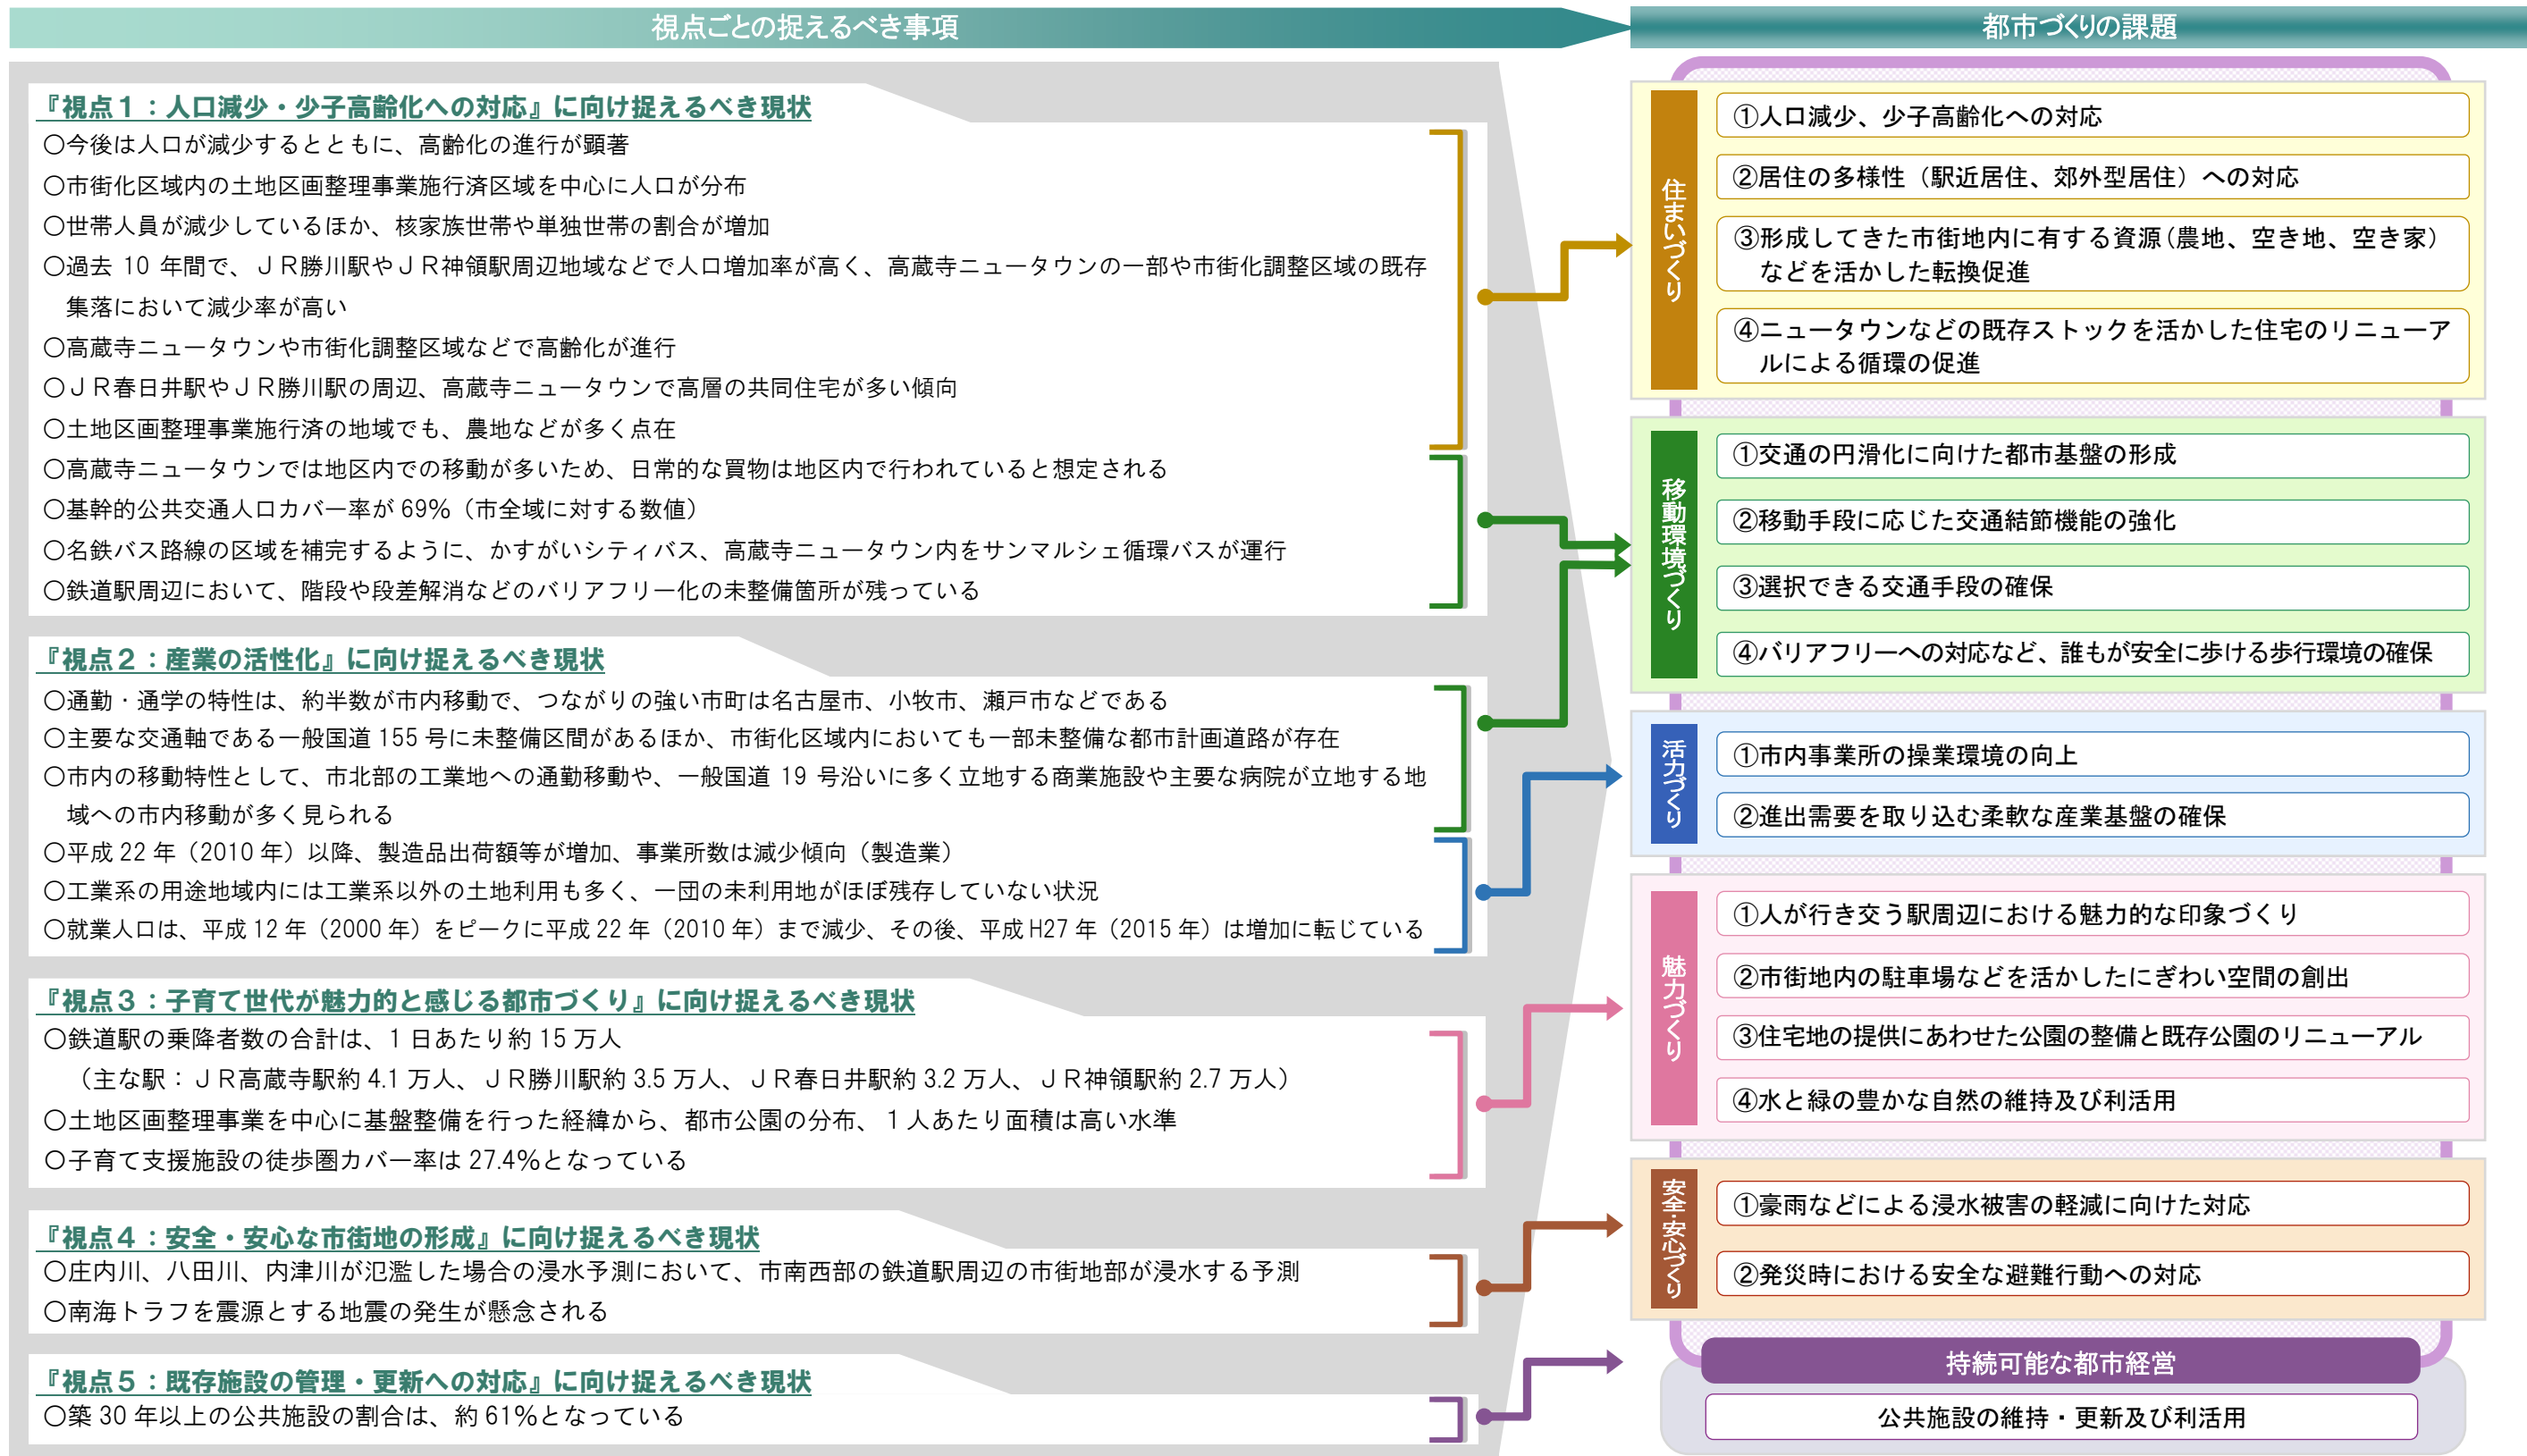 視点ごとの捉えるべき事項
『視点１：人口減少・少子高齢化への対応』に向け捉えるべき現状
〇今後は人口が減少するとともに、高齢化の進行が顕著
〇市街化区域内の土地区画整理事業施行済区域を中心に人口が分布
〇世帯人員が減少しているほか、核家族世帯や単独世帯の割合が増加
〇過去 10 年間で、ＪＲ勝川駅やＪＲ神領駅周辺地域などで人口増加率が高く、高蔵寺ニュータウンの一部や市街化調整区域の既存
集落において減少率が高い
〇高蔵寺ニュータウンや市街化調整区域などで高齢化が進行
〇ＪＲ春日井駅やＪＲ勝川駅の周辺、高蔵寺ニュータウンで高層の共同住宅が多い傾向
〇土地区画整理事業施行済の地域でも、農地などが多く点在
〇高蔵寺ニュータウンでは地区内での移動が多いため、日常的な買物は地区内で行われていると想定される
〇基幹的公共交通人口カバー率が 69%（市全域に対する数値）
〇名鉄バス路線の区域を補完するように、かすがいシティバス、高蔵寺ニュータウン内をサンマルシェ循環バスが運行
〇鉄道駅周辺において、階段や段差解消などのバリアフリー化の未整備箇所が残っている
『視点２：産業の活性化』に向け捉えるべき現状
〇通勤・通学の特性は、約半数が市内移動で、つながりの強い市町は名古屋市、小牧市、瀬戸市などである
〇主要な交通軸である一般国道 155 号に未整備区間があるほか、市街化区域内においても一部未整備な都市計画道路が存在
〇市内の移動特性として、市北部の工業地への通勤移動や、一般国道 19 号沿いに多く立地する商業施設や主要な病院が立地する地
域への市内移動が多く見られる
〇平成 22 年（2010 年）以降、製造品出荷額等が増加、事業所数は減少傾向（製造業）
〇工業系の用途地域内には工業系以外の土地利用も多く、一団の未利用地がほぼ残存していない状況
〇就業人口は、平成 12 年（2000 年）をピークに平成 22 年（2010 年）まで減少、その後、平成 H27 年（2015 年）は増加に転じている
『視点３：子育て世代が魅力的と感じる都市づくり』に向け捉えるべき現状
〇鉄道駅の乗降者数の合計は、1 日あたり約 15 万人
（主な駅：ＪＲ高蔵寺駅約 4.1 万人、ＪＲ勝川駅約 3.5 万人、ＪＲ春日井駅約 3.2 万人、ＪＲ神領駅約 2.7 万人）
〇土地区画整理事業を中心に基盤整備を行った経緯から、都市公園の分布、１人あたり面積は高い水準
〇子育て支援施設の徒歩圏カバー率は 27.4%となっている
『視点４：安全・安心な市街地の形成』に向け捉えるべき現状
〇庄内川、八田川、内津川が氾濫した場合の浸水予測において、市南西部の鉄道駅周辺の市街地部が浸水する予測
〇南海トラフを震源とする地震の発生が懸念される
『視点５：既存施設の管理・更新への対応』に向け捉えるべき現状
〇築 30 年以上の公共施設の割合は、約 61%となっている
都市づくりの課題
住まいづくり
①人口減少、少子高齢化への対応
②居住の多様性（駅近居住、郊外型居住）への対応
③形成してきた市街地内に有する資源（農地、空き地、空き家）
などを活かした転換促進
④ニュータウンなどの既存ストックを活かした住宅のリニューア
ルによる循環の促進
移動環境づくり
①交通の円滑化に向けた都市基盤の形成
②移動手段に応じた交通結節機能の強化
③選択できる交通手段の確保
④バリアフリーへの対応など、誰もが安全に歩ける歩行環境の確保
活力づくり
①市内事業所の操業環境の向上
②進出需要を取り込む柔軟な産業基盤の確保
魅力づくり
①人が行き交う駅周辺における魅力的な印象づくり
②市街地内の駐車場などを活かしたにぎわい空間の創出
③住宅地の提供にあわせた公園の整備と既存公園のリニューアル
④水と緑の豊かな自然の維持及び利活用
安全・安心づくり
①豪雨などによる浸水被害の軽減に向けた対応
②発災時における安全な避難行動への対応
持続可能な都市経営
公共施設の維持・更新及び利活用